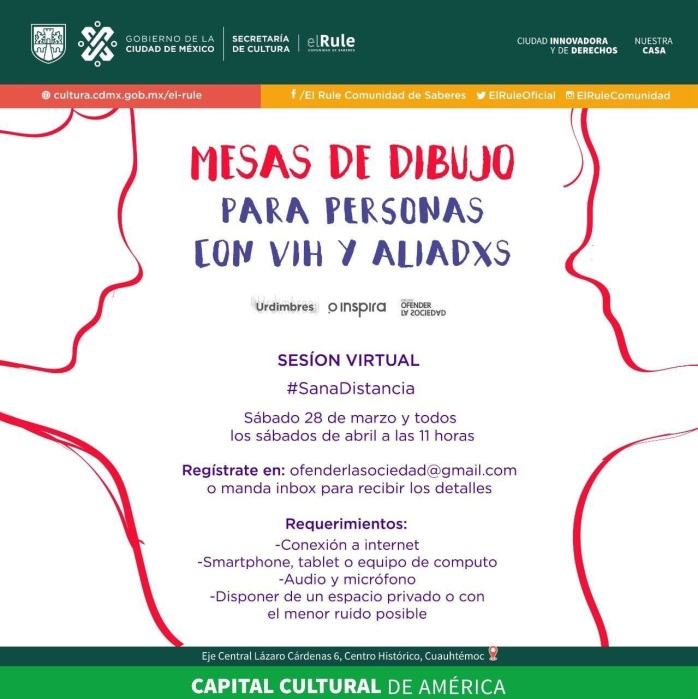 GOBIERNO DE LA
CIUDAD DE MÉXICO
SECRETARÍA
DE CULTURA
elRule
COMUNIDAD DE SABERES
CIUDAD INNOVADORA
Y DE DERECHOS
NUESTRA
CASA
cultura.cdmx.gob.mx/el-rule
/El Rule Comunidad de Saberes
ElRuleOficial
ElRuleComunidad
MESAS DE DIBUJO
PARA PERSONAS
CON VIH Y ALIADXS
Urdimbres
inspira
OFENDER
LA SOCIEDAD
SESÍON VIRTUAL
#SanaDistancia
Sábado 28 de marzo y todos
los sábados de abril a las 11 horas
Regístrate en: ofenderlasociedad@gmail.com
o manda inbox para recibir los detalles
Requerimientos:
-Conexión a internet
-Smartphone, tablet o equipo de computo
-Audio y micrófono
-Disponer de un espacio privado o con
el menor ruido posible
Eje Central Lázaro Cárdenas 6, Centro Histórico, Cuauhtémoc
CAPITAL CULTURAL DE AMÉRICA